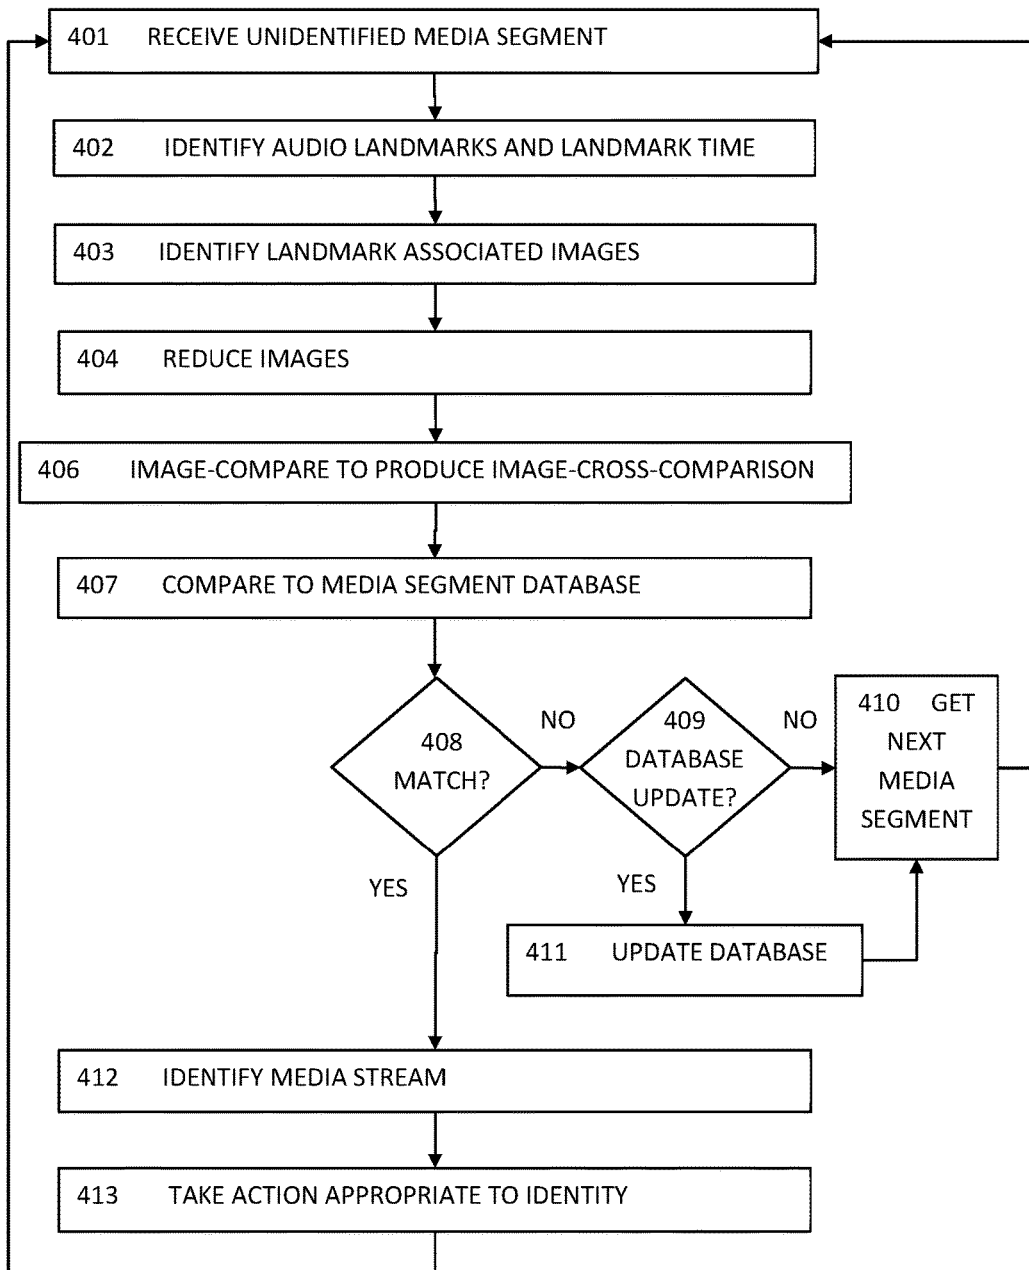 401 RECEIVE UNIDENTIFIED MEDIA SEGMENT
402 IDENTIFY AUDIO LANDMARKS AND LANDMARK TIME
403 IDENTIFY LANDMARK ASSOCIATED IMAGES
404 REDUCE IMAGES
406 IMAGE-COMPARE TO PRODUCE IMAGE-CROSS-COMPARISON
407 COMPARE TO MEDIA SEGMENT DATABASE
408
MATCH?
NO
YES
409
DATABASE
UPDATE?
NO
YES
410 GET
NEXT
MEDIA
SEGMENT
411 UPDATE DATABASE
412 IDENTIFY MEDIA STREAM
413 TAKE ACTION APPROPRIATE TO IDENTITY